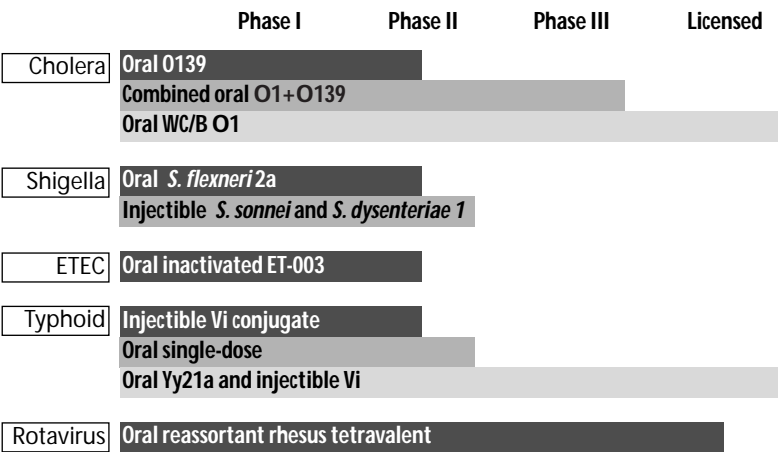 Phase I Phase II Phase III Licensed
Cholera Oral O139
Combined oral O1+O139
Oral WC/B O1
Shigella Oral S. flexneri 2a
Injectible S. sonnei and S. dysenteriae 1
ETEC Oral inactivated ET-003
Typhoid Injectible Vi conjugate
Oral single-dose
Oral Yy21a and injectible Vi
Rotavirus Oral reassortant rhesus tetravalent